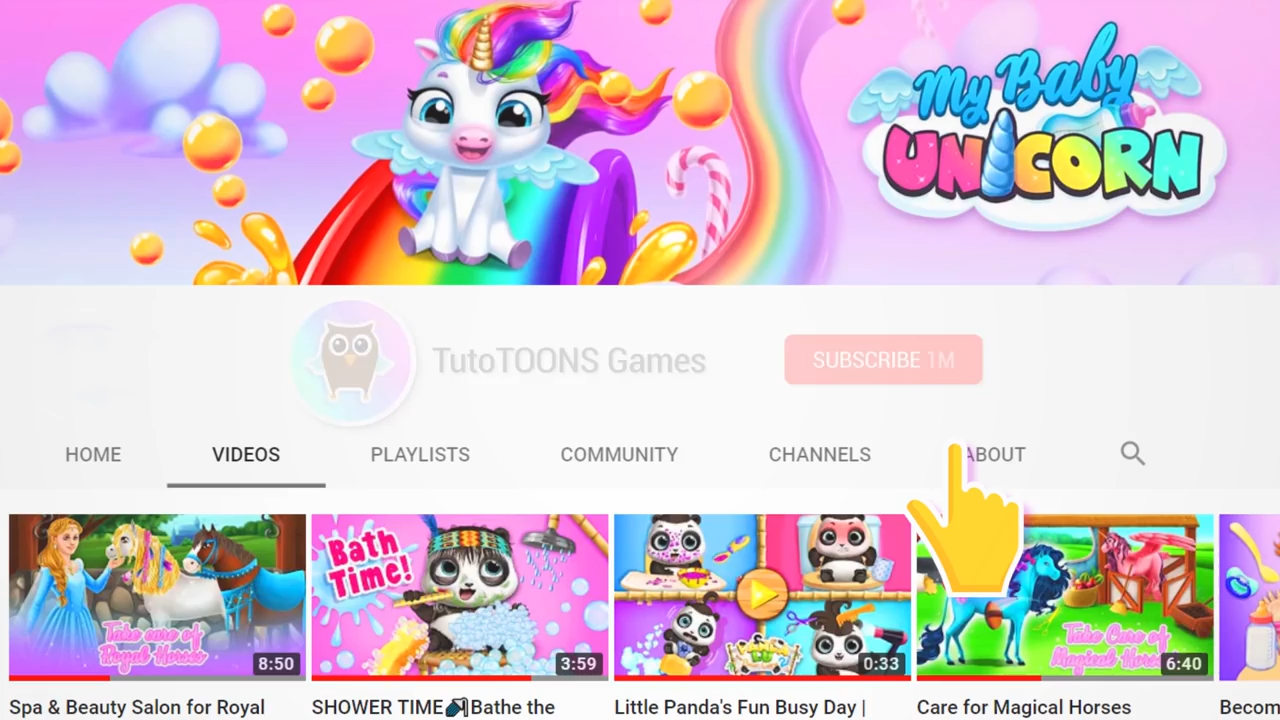 My Baby
UNICORN
TutoTOONS Games
SUBSCRIBE 1M
HOME
VIDEOS
PLAYLISTS
COMMUNITY
CHANNELS
ABOUT
Take care of
Royal Horses
8:50
Bath
Time!
3:59
0:33
Take Care of
Magical Horses
6:40
Spa & Beauty Salon for Royal
SHOWER TIME Bathe the
Little Panda's Fun Busy Day |
Care for Magical Horses
Becom